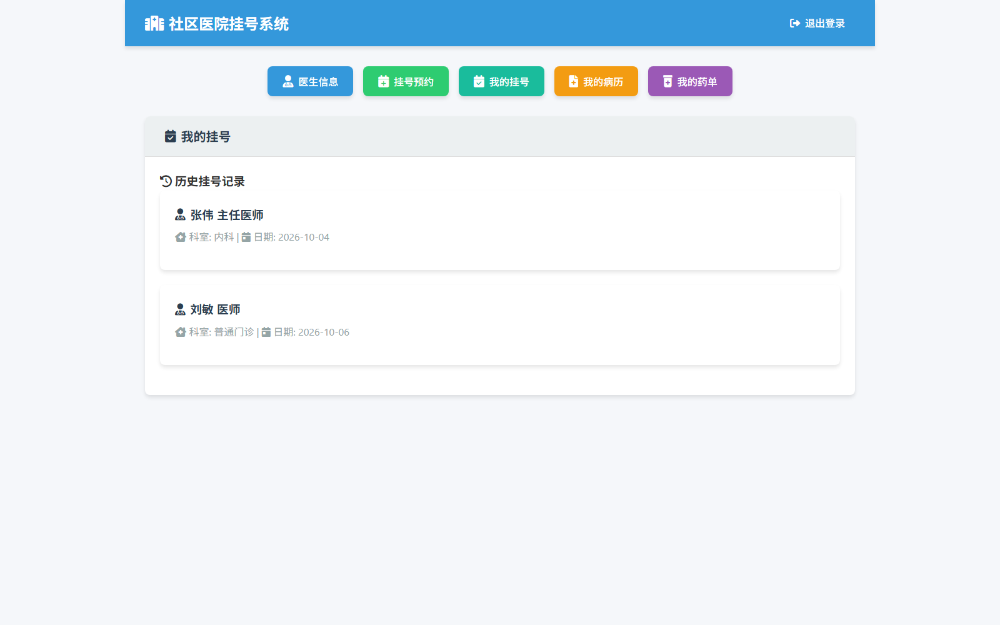 社区医院挂号系统
退出登录
医生信息
挂号预约
我的挂号
我的病历
我的药单
我的挂号
历史挂号记录
张伟 主任医师
科室: 内科 | 日期: 2026-10-04
刘敏 医师
科室: 普通门诊 | 日期: 2026-10-06